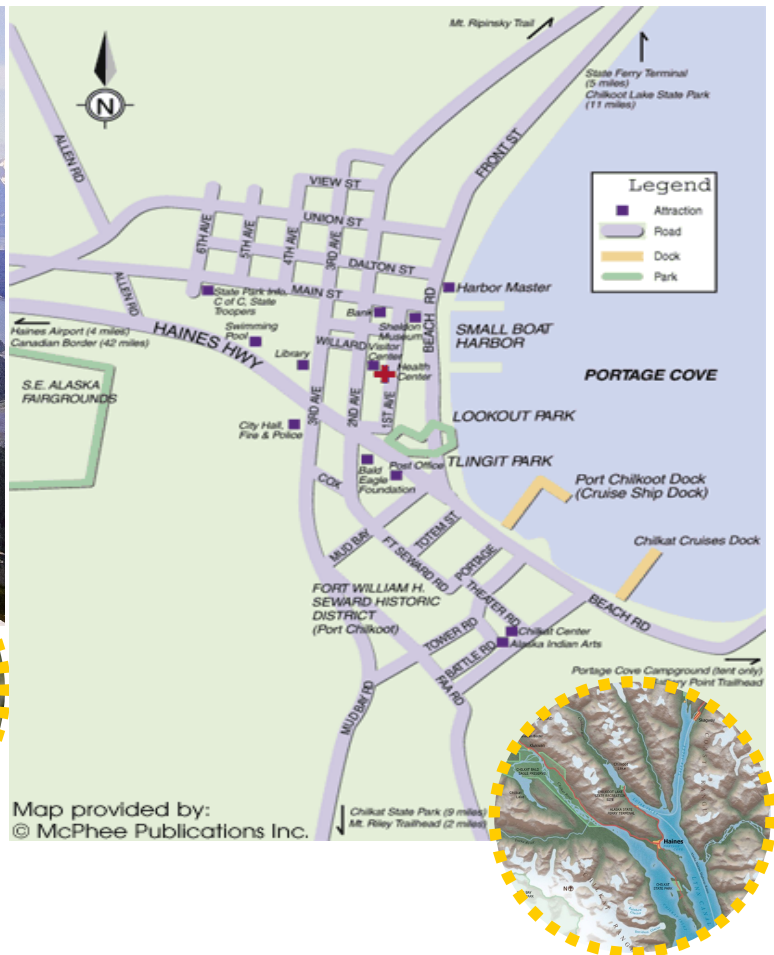 Mt. Ripinsky Trail
State Ferry Terminal
(5 miles)
Chilkoot Lake State Park
(11 miles)
N
ALLEN RD
FRONT ST
Legend
Attraction
Road
Dock
Park
VIEW ST
UNION ST
6TH AVE
5TH AVE
4TH AVE
3RD AVE
DALTON ST
MAIN ST
ALLEN RD
State Park Info.
C of C, State
Troopers
Harbor Master
Bank
Sheldon
Museum
BEACH RD
SMALL BOAT
HARBOR
Haines Airport (4 miles)
Canadian Border (42 miles)
HAINES HWY
Swimming
Pool
WILLARD
Visitor
Center
Library
Health
Center
PORTAGE COVE
S.E. ALASKA
FAIRGROUNDS
3RD AVE
2ND AVE
1ST AVE
LOOKOUT PARK
City Hall,
Fire & Police
TLINGIT PARK
Post Office
Bald
Eagle
Foundation
COX
Port Chilkoot Dock
(Cruise Ship Dock)
MUD BAY
FT SEWARD RD
TOTEM ST
PORTAGE
Chilkat Cruises Dock
THEATER RD
FORT WILLIAM H.
SEWARD HISTORIC
DISTRICT
(Port Chilkoot)
BEACH RD
TOWER RD
Chilkat Center
Alaska Indian Arts
BATTLE RD
FAA RD
MUD BAY RD
Portage Cove Campground (tent only)
Point Trailhead
Map provided by:
© McPhee Publications Inc.
Chilkat State Park (9 miles)
Mt. Riley Trailhead (2 miles)
Haines
N